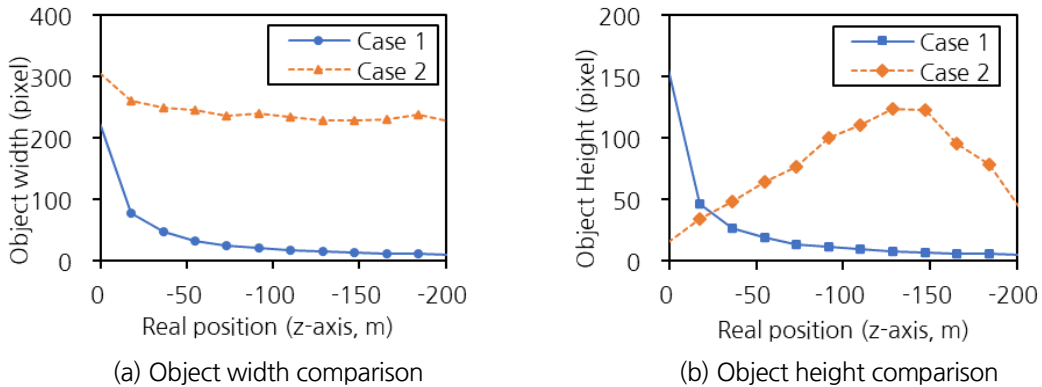 400
300
200
100
0
Object width (pixel)
Case 1
Case 2
0 -50 -100 -150 -200
Real position (z-axis, m)
(a) Object width comparison
200
150
100
50
0
Object Height (pixel)
Case 1
Case 2
0 -50 -100 -150 -200
Real position (z-axis, m)
(b) Object height comparison